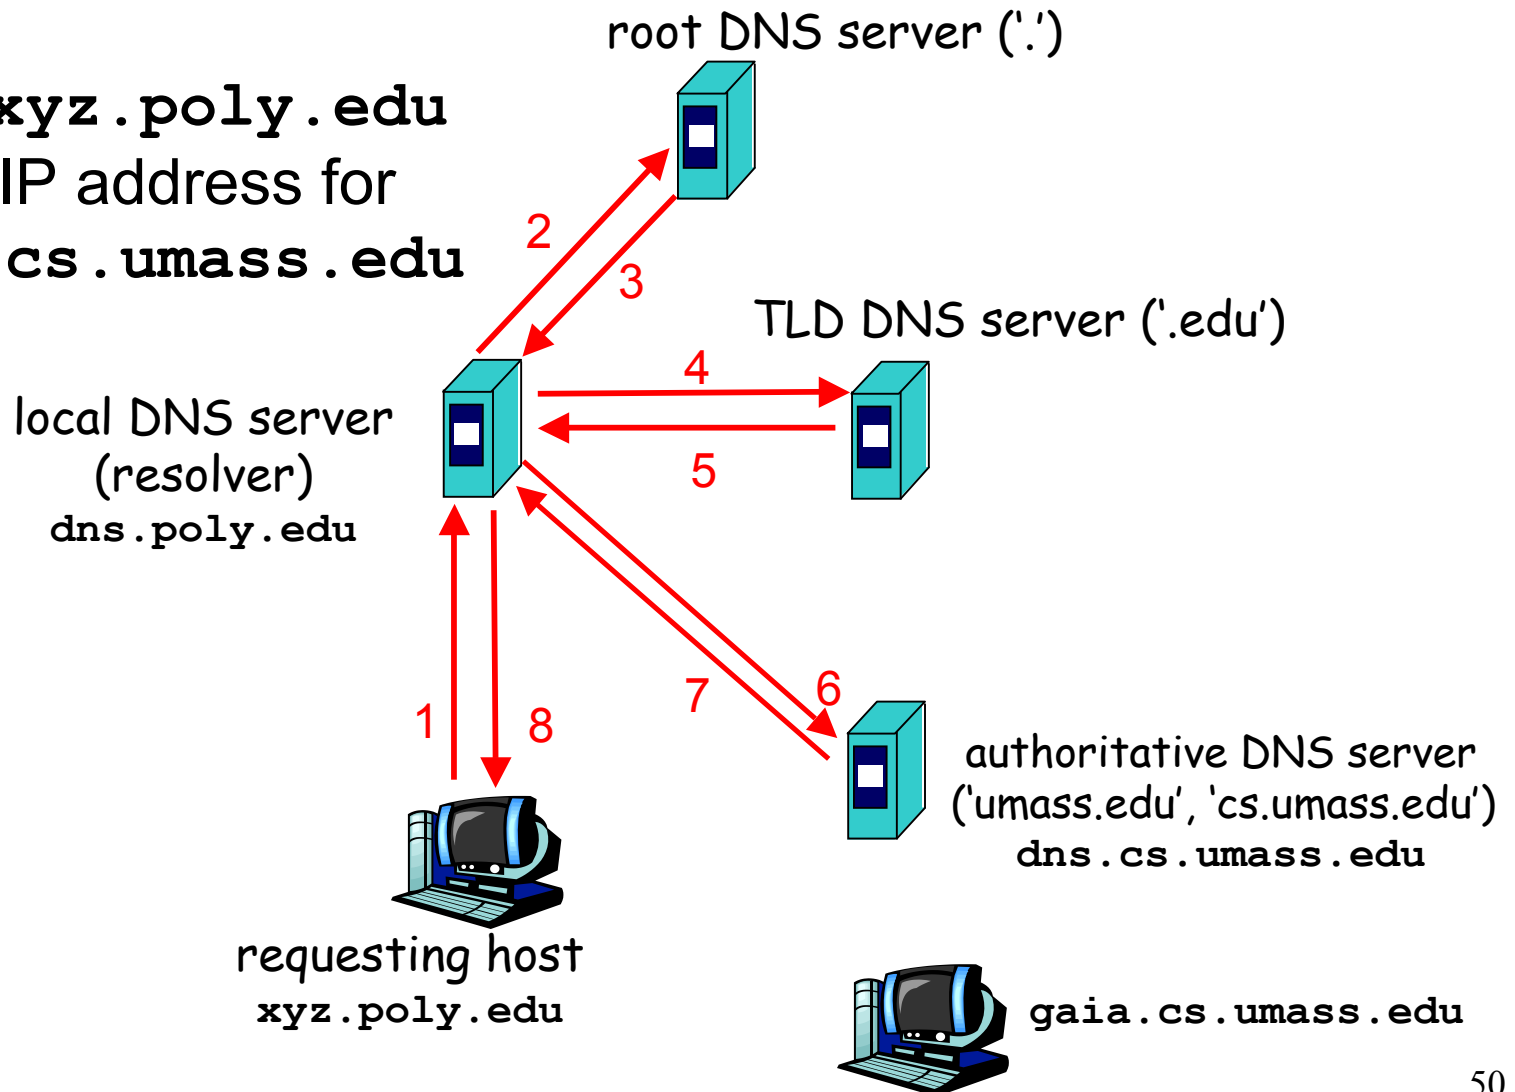 root DNS server ('.')
xyz.poly.edu
IP address for
cs.umass.edu
2
3
TLD DNS server ('.edu')
4
local DNS server
(resolver)
dns.poly.edu
5
7
6
1
8
authoritative DNS server
('umass.edu', 'cs.umass.edu')
dns.cs.umass.edu
requesting host
xyz.poly.edu
gaia.cs.umass.edu
50